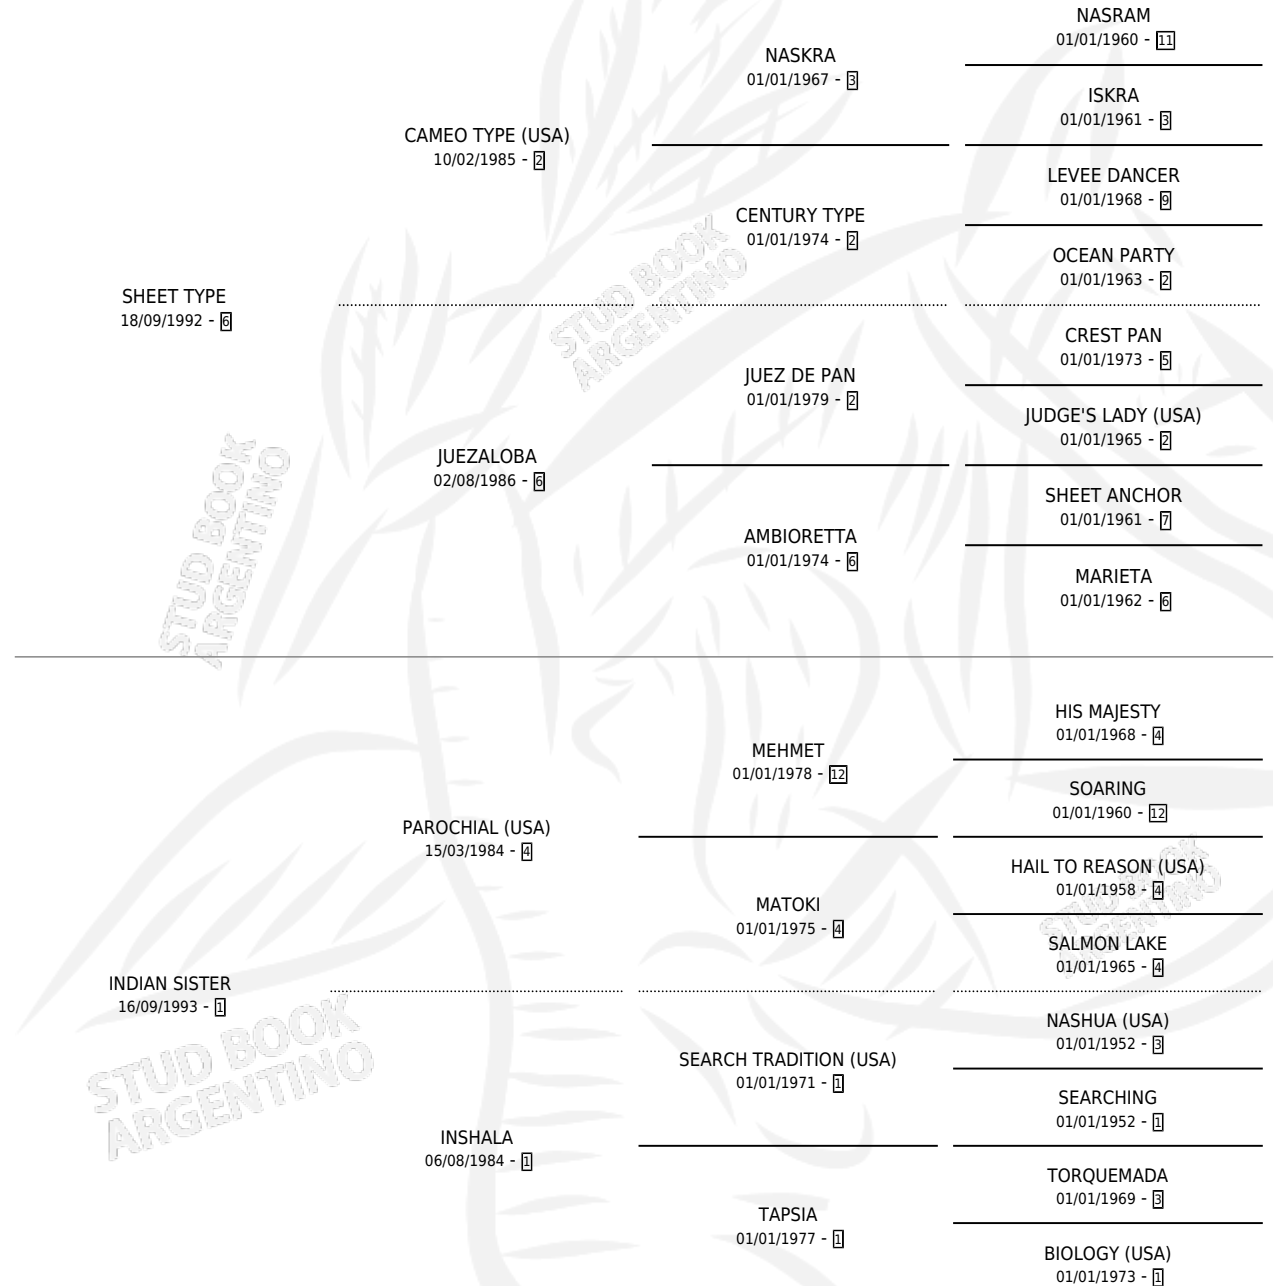 NASRAM
01/01/1960 - 11
NASKRA
01/01/1967 - 3
ISKRA
01/01/1961 - 3
CAMEO TYPE (USA)
10/02/1985 - 2
LEVEE DANCER
01/01/1968 - 9
CENTURY TYPE
01/01/1974 - 2
OCEAN PARTY
01/01/1963 - 2
SHEET TYPE
18/09/1992 - 6
STUD BOOK
ARGENTINO
CREST PAN
01/01/1973 - 5
JUEZ DE PAN
01/01/1979 - 2
JUDGE'S LADY (USA)
01/01/1965 - 2
JUEZALOBA
02/08/1986 - 6
SHEET ANCHOR
01/01/1961 - 7
AMBIORETTA
01/01/1974 - 6
MARIETA
01/01/1962 - 6
STUD BOOK
ARGENTINO
HIS MAJESTY
01/01/1968 - 4
MEHMET
01/01/1978 - 12
SOARING
01/01/1960 - 12
PAROCHIAL (USA)
15/03/1984 - 4
HAIL TO REASON (USA)
01/01/1958 - 4
MATOKI
01/01/1975 - 4
SALMON LAKE
01/01/1965 - 4
STUD BOOK
ARGENTINO
INDIAN SISTER
16/09/1993 - 1
NASHUA (USA)
01/01/1952 - 3
SEARCH TRADITION (USA)
01/01/1971 - 1
SEARCHING
01/01/1952 - 1
STUD BOOK
ARGENTINO
INSHALA
06/08/1984 - 1
TORQUEMADA
01/01/1969 - 3
TAPSIA
01/01/1977 - 1
BIOLOGY (USA)
01/01/1973 - 1